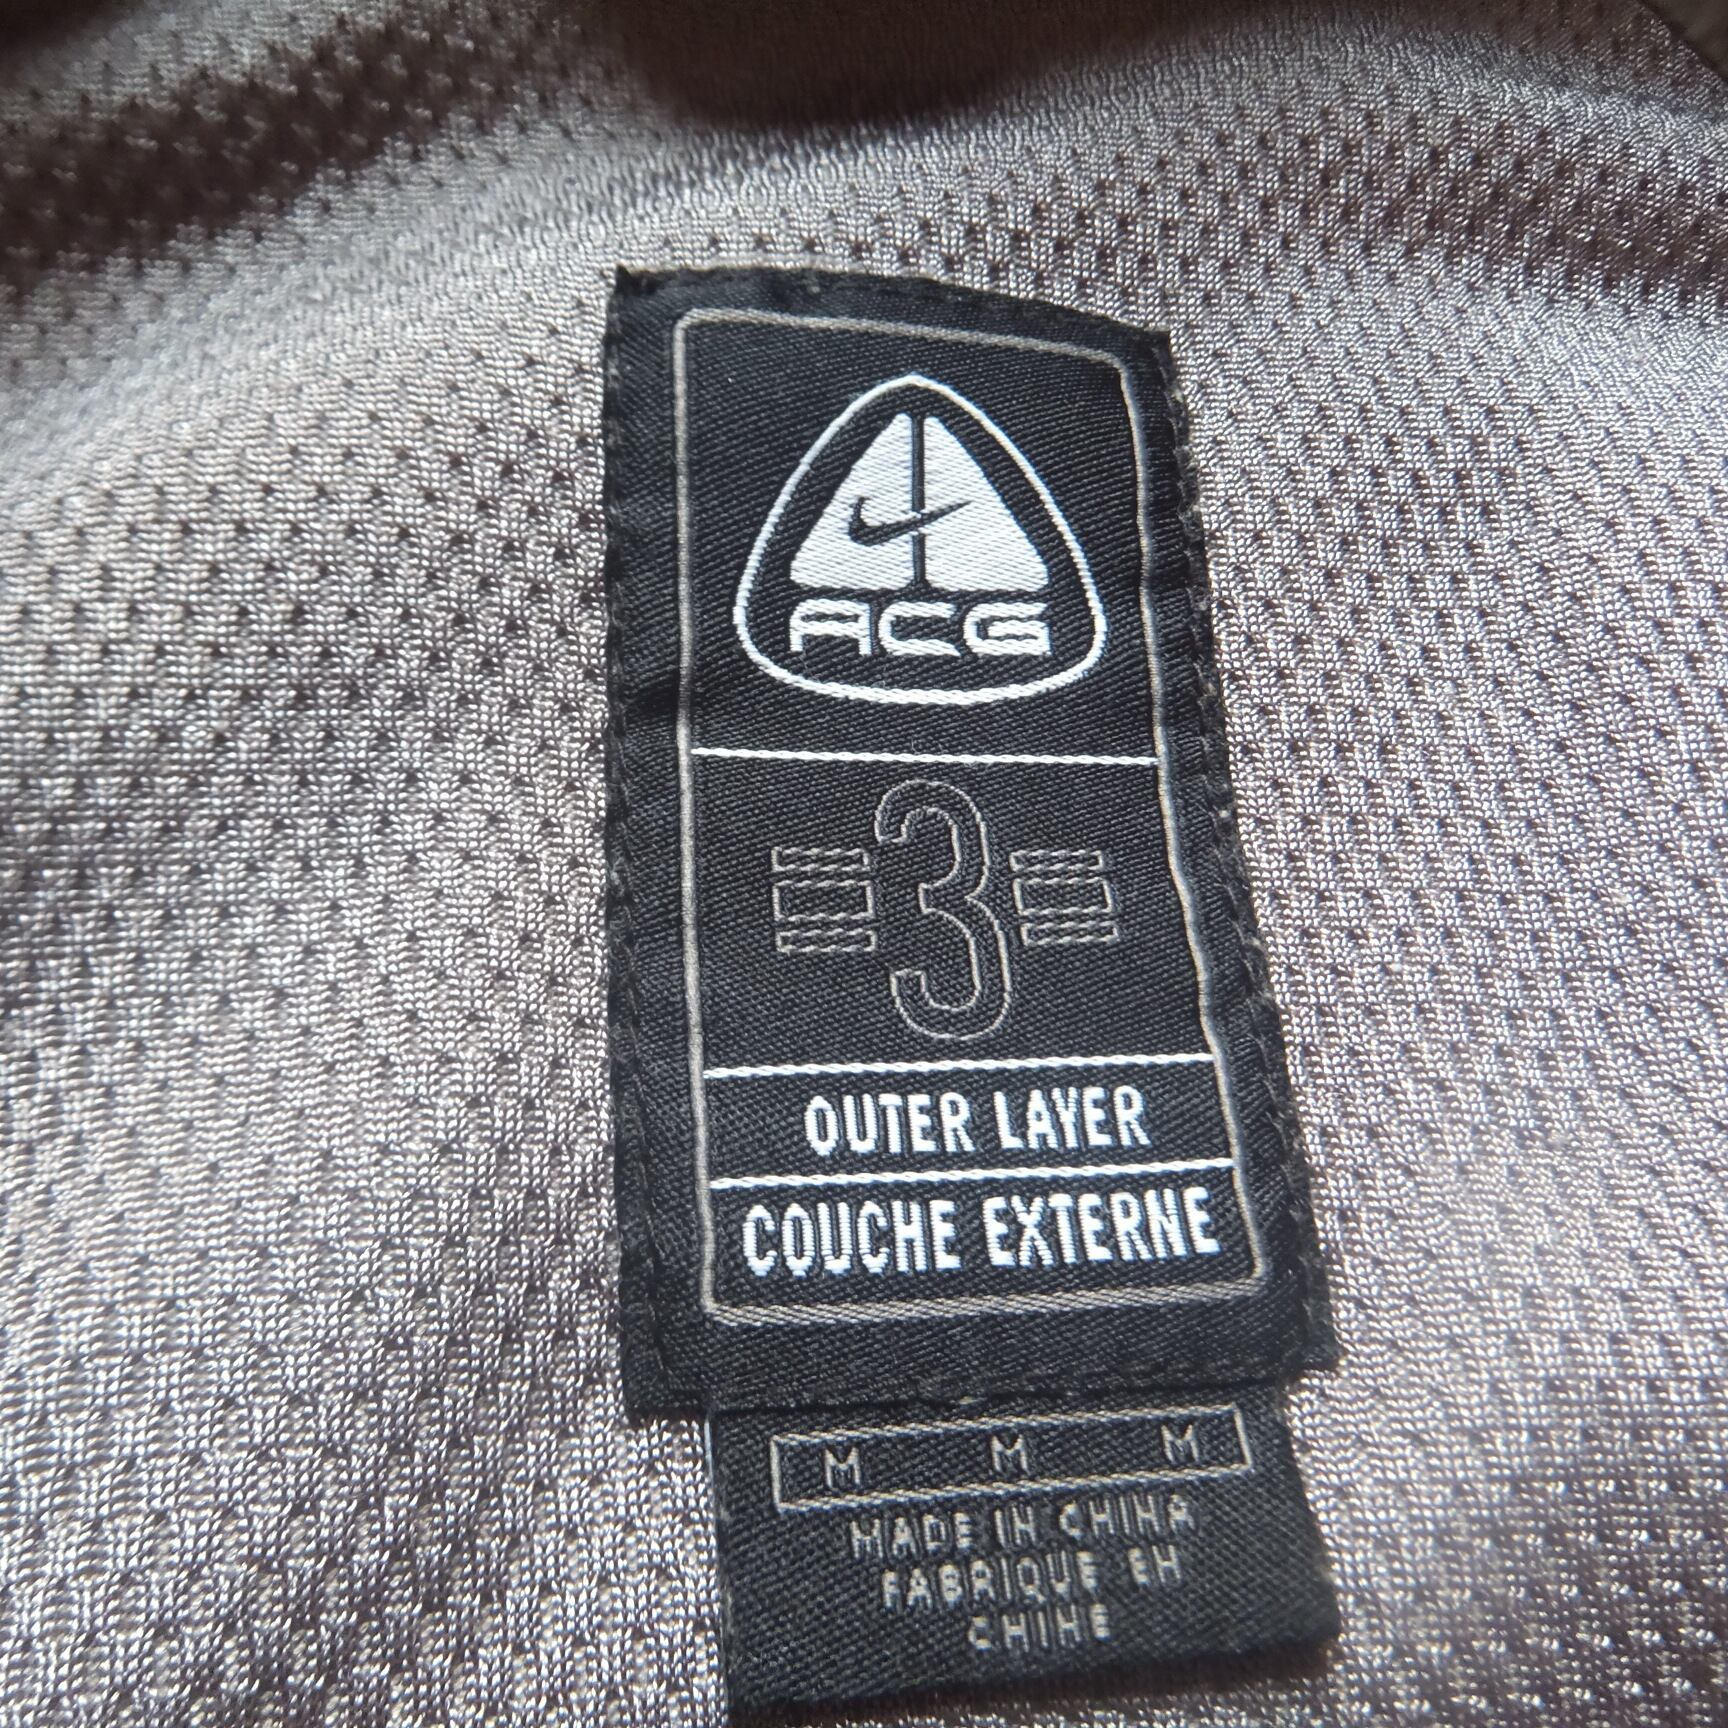 ACG
3
OUTER LAYER
COUCHE EXTERNE
M M M
MADE IN CHINA
FABRIQUE EN
CHINE